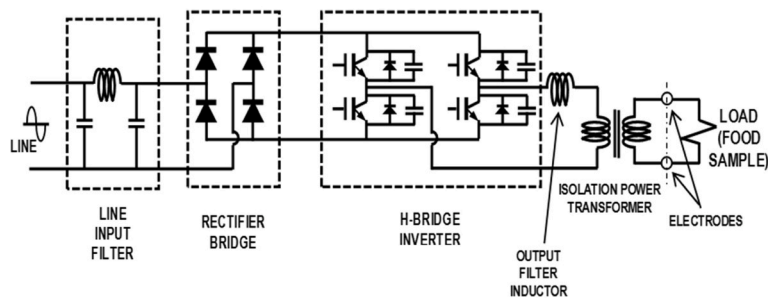 LINE
LINE
INPUT
FILTER
RECTIFIER
BRIDGE
H-BRIDGE
INVERTER
OUTPUT
FILTER
INDUCTOR
ISOLATION POWER
TRANSFORMER
ELECTRODES
LOAD
(FOOD
SAMPLE)